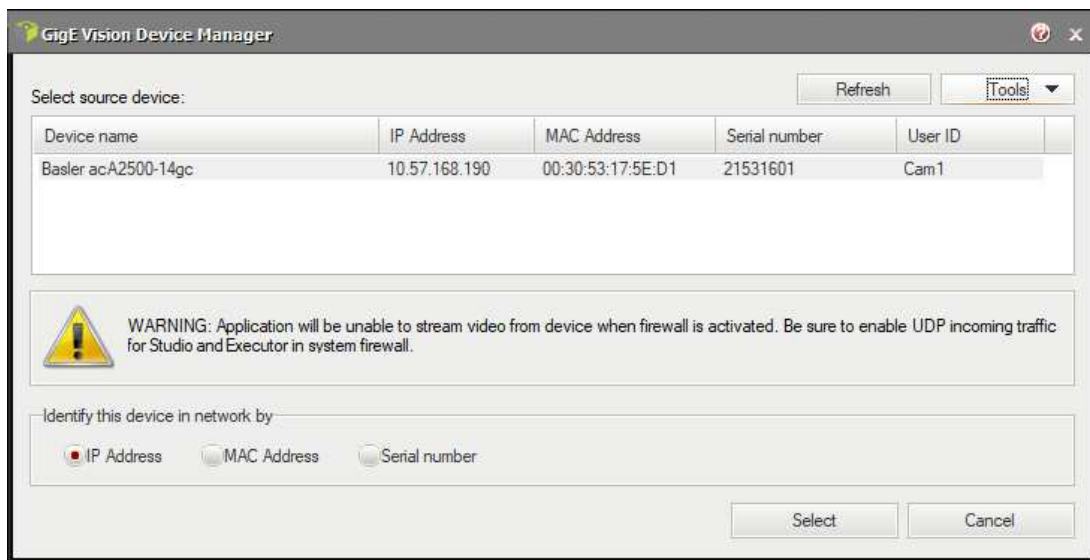 GigE Vision Device Manager
Select source device:
Refresh
Tools
Device name IP Address MAC Address Serial number User ID
Basler acA2500-14gc 10.57.168.190 00:30:53:17:5E:D1 21531601 Cam1
WARNING: Application will be unable to stream video from device when firewall is activated. Be sure to enable UDP incoming traffic
for Studio and Executor in system firewall.
Identify this device in network by
IP Address MAC Address Serial number
Select Cancel